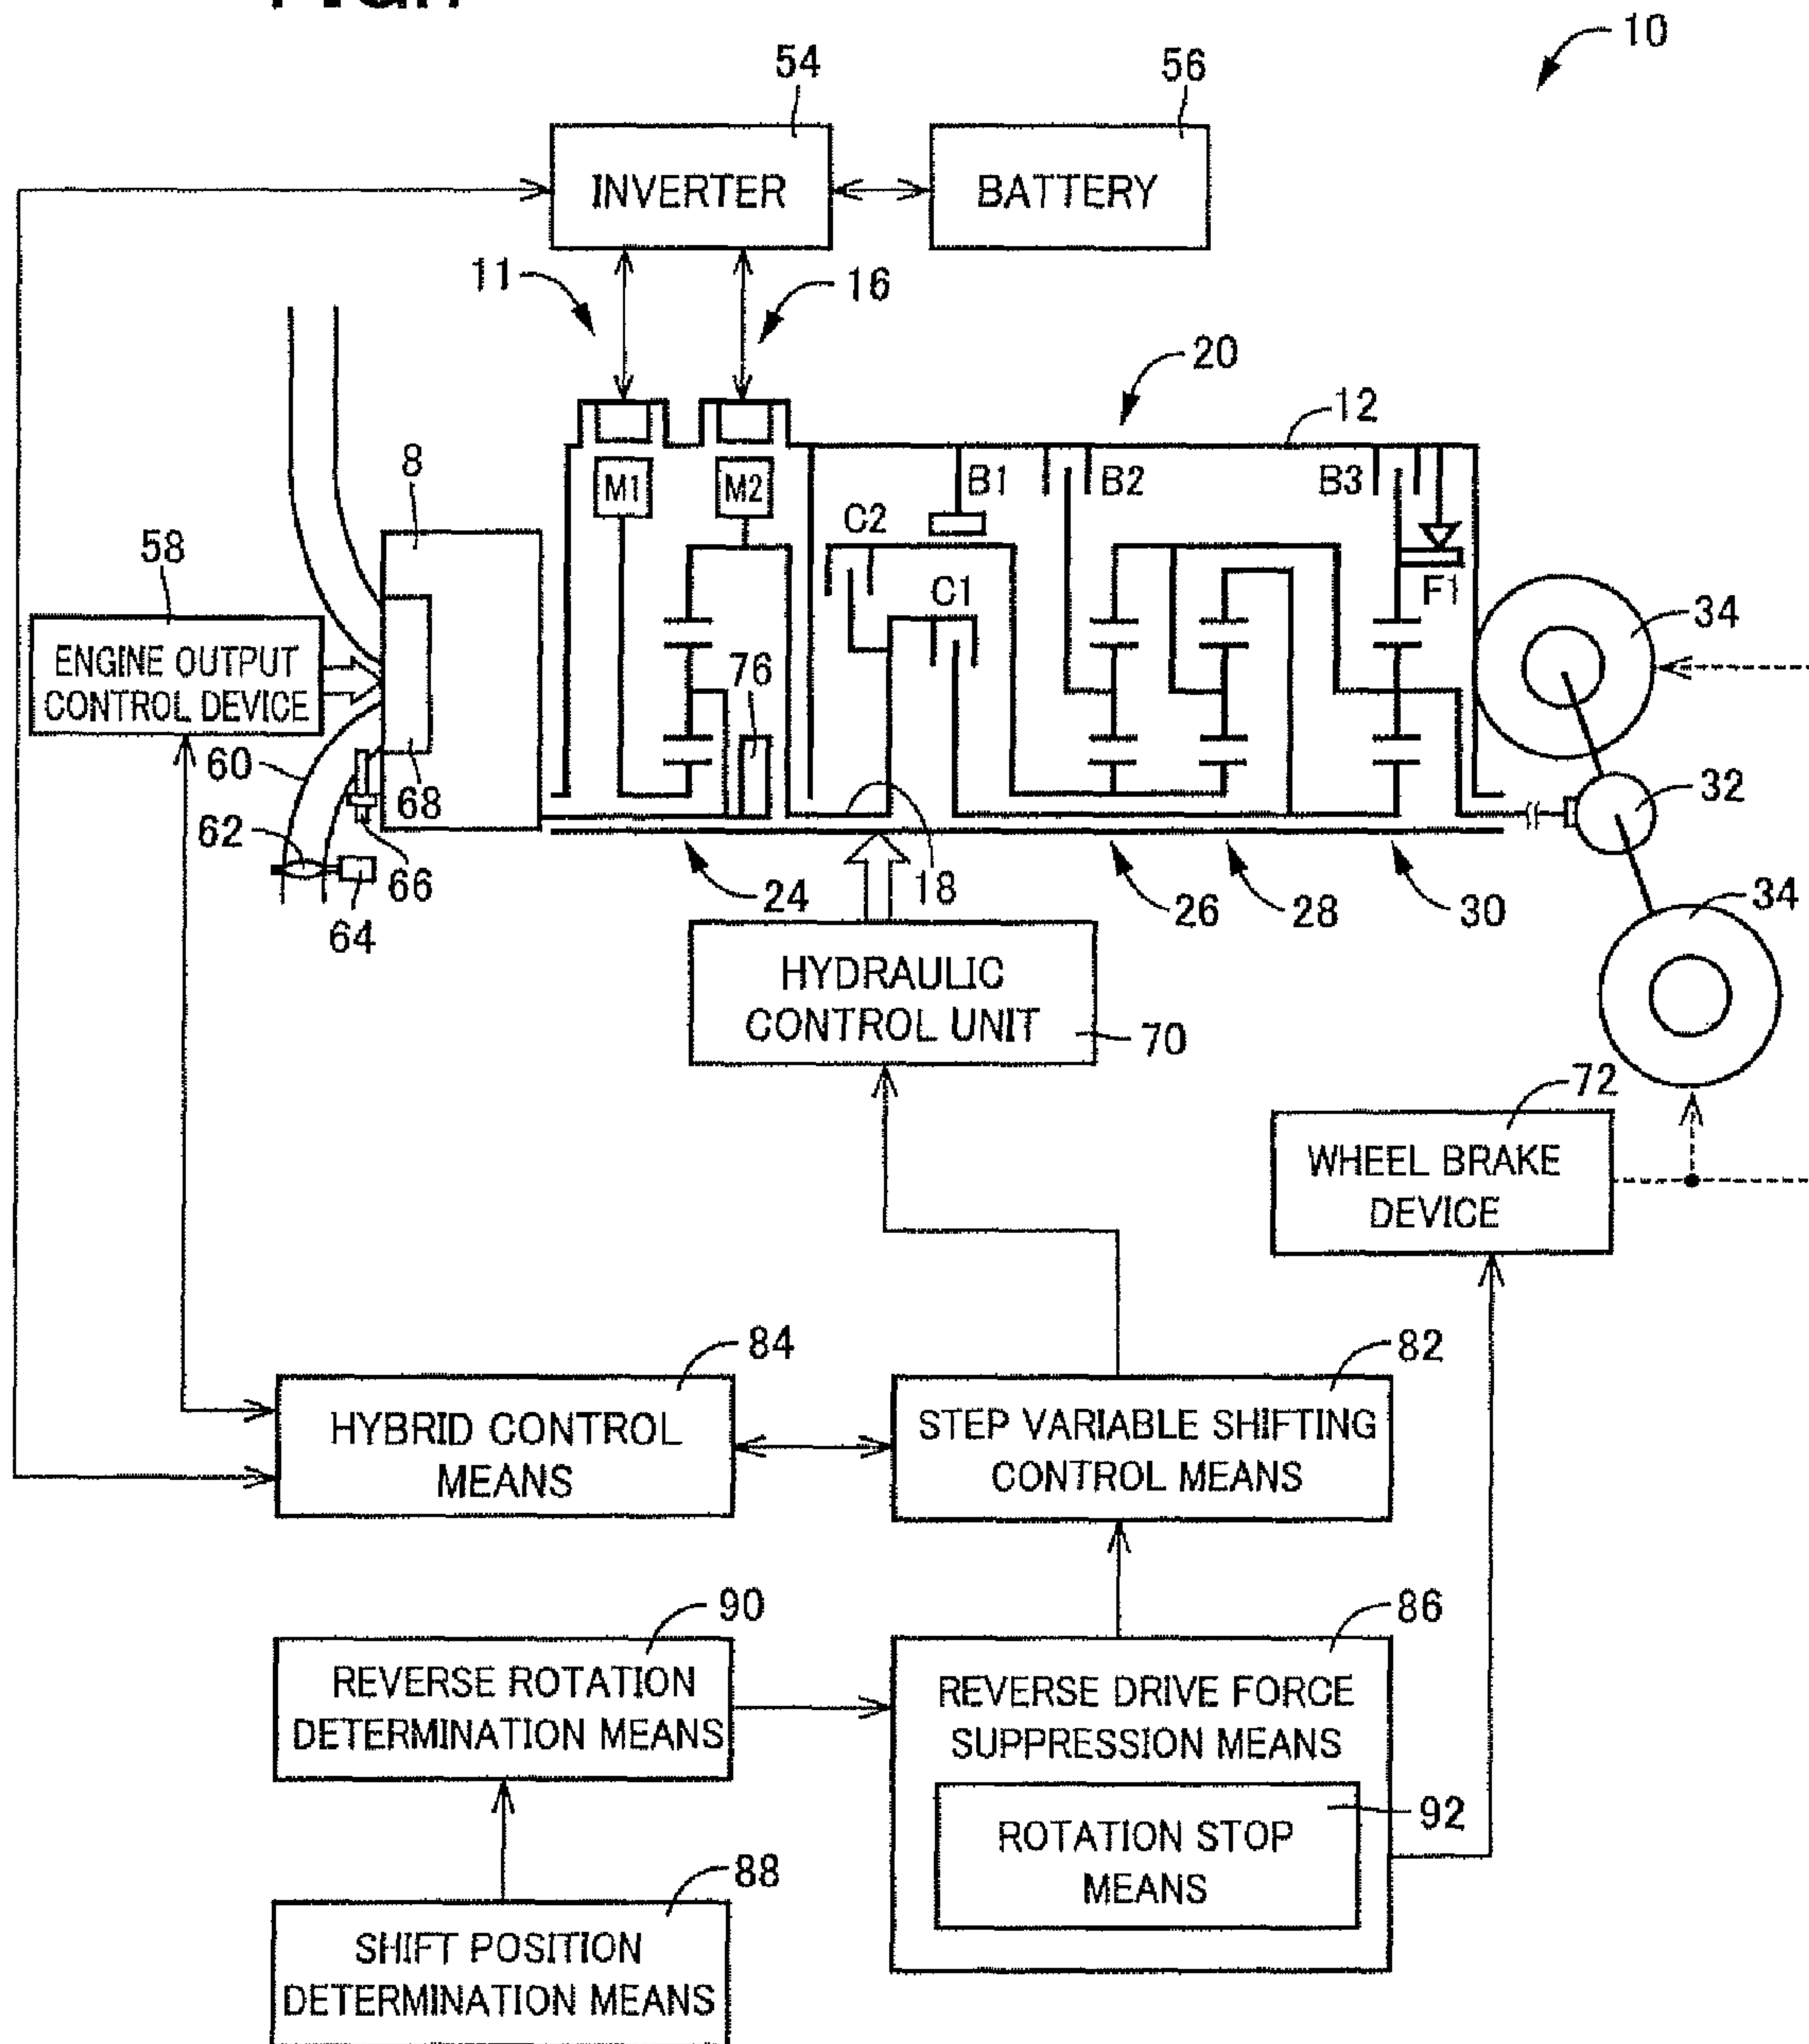 10
54
56
INVERTER
BATTERY
11
16
20
12
8
M1
M2
B1
B2
B3
C2
C1
F1
58
34
ENGINE OUTPUT
CONTROL DEVICE
76
60
68
32
62
66
18
64
24
26
28
30
34
HYDRAULIC
CONTROL UNIT
70
72
WHEEL BRAKE
DEVICE
84
82
HYBRID CONTROL
MEANS
STEP VARIABLE SHIFTING
CONTROL MEANS
90
86
REVERSE ROTATION
DETERMINATION MEANS
REVERSE DRIVE FORCE
SUPPRESSION MEANS
92
ROTATION STOP
MEANS
88
SHIFT POSITION
DETERMINATION MEANS